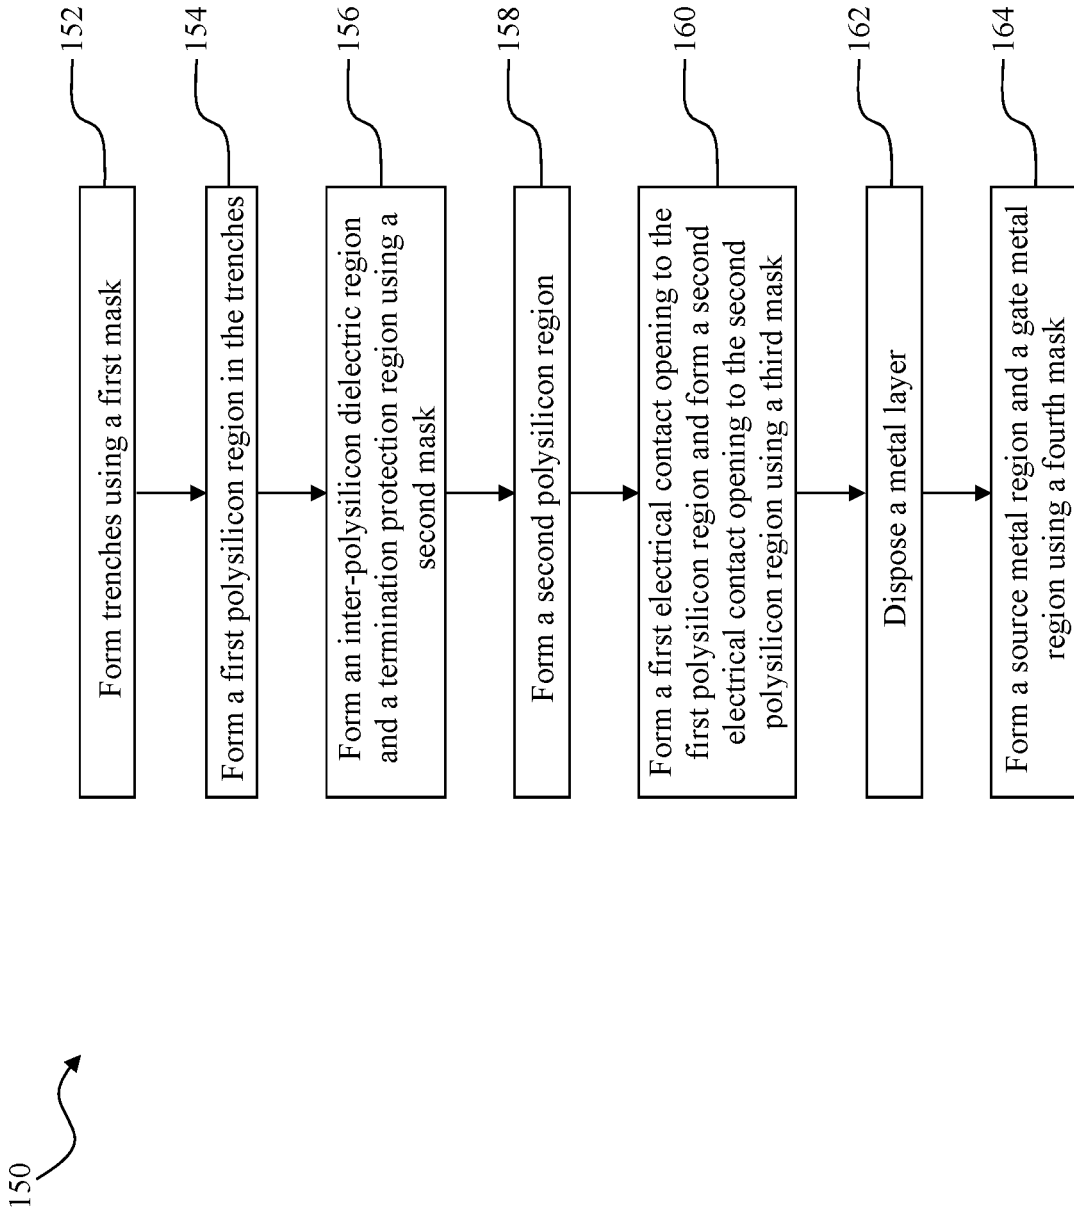 150
152
Form trenches using a first mask
154
Form a first polysilicon region in the trenches
156
Form an inter-polysilicon dielectric region
and a termination protection region using a
second mask
158
Form a second polysilicon region
160
Form a first electrical contact opening to the
first polysilicon region and form a second
electrical contact opening to the second
polysilicon region using a third mask
162
Dispose a metal layer
164
Form a source metal region and a gate metal
region using a fourth mask